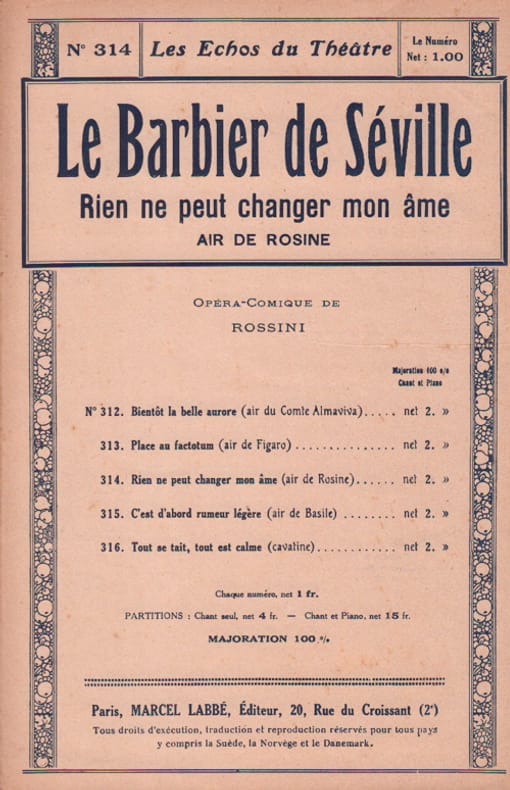 N° 314 Les Echos du Théâtre Le Numéro
Net : 1.00
Le Barbier de Séville
Rien ne peut changer mon âme
AIR DE ROSINE
OPÉRA-COMIQUE DE
ROSSINI
Majoration 100 o/o
Chant et Piano
N° 312. Bientôt la belle aurore (air du Comte Almaviva)..... net 2. »
313. Place au factotum (air de Figaro) ............... net 2. »
314. Rien ne peut changer mon âme (air de Rosine)...... net 2. »
315. C'est d'abord rumeur légère (air de Basile) ........ net 2. »
316. Tout se tait, tout est calme (cavatine)............ net 2. »
Chaque numéro, net 1 fr.
PARTITIONS : Chant seul, net 4 fr. — Chant et Piano, net 15 fr.
MAJORATION 100 %.
Paris, MARCEL LABBÉ, Éditeur, 20, Rue du Croissant (2e)
Tous droits d'exécution, traduction et reproduction réservés pour tous pays
y compris la Suède, la Norvège et le Danemark.